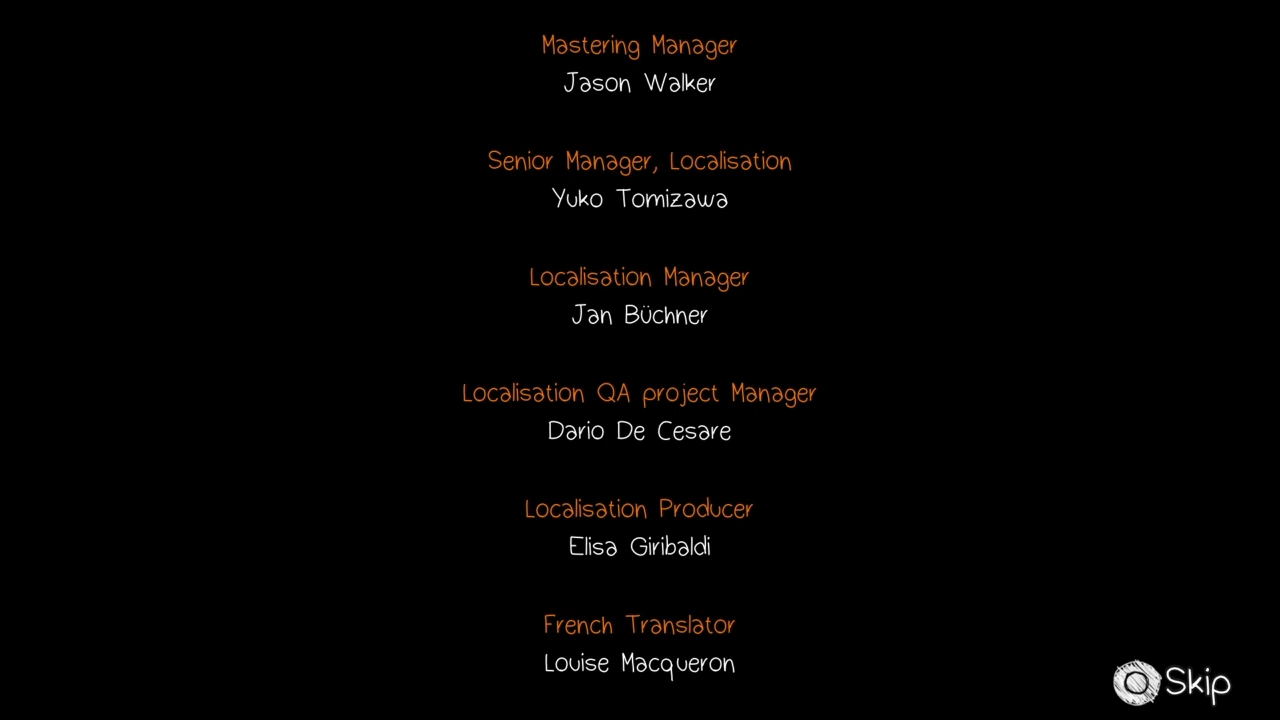 Mastering Manager
Jason Walker
Senior Manager, Localisation
Yuko Tomizawa
Localisation Manager
Jan Büchner
Localisation QA project Manager
Dario De Cesare
Localisation Producer
Elisa Giribaldi
French Translator
Louise Macqueron
Skip